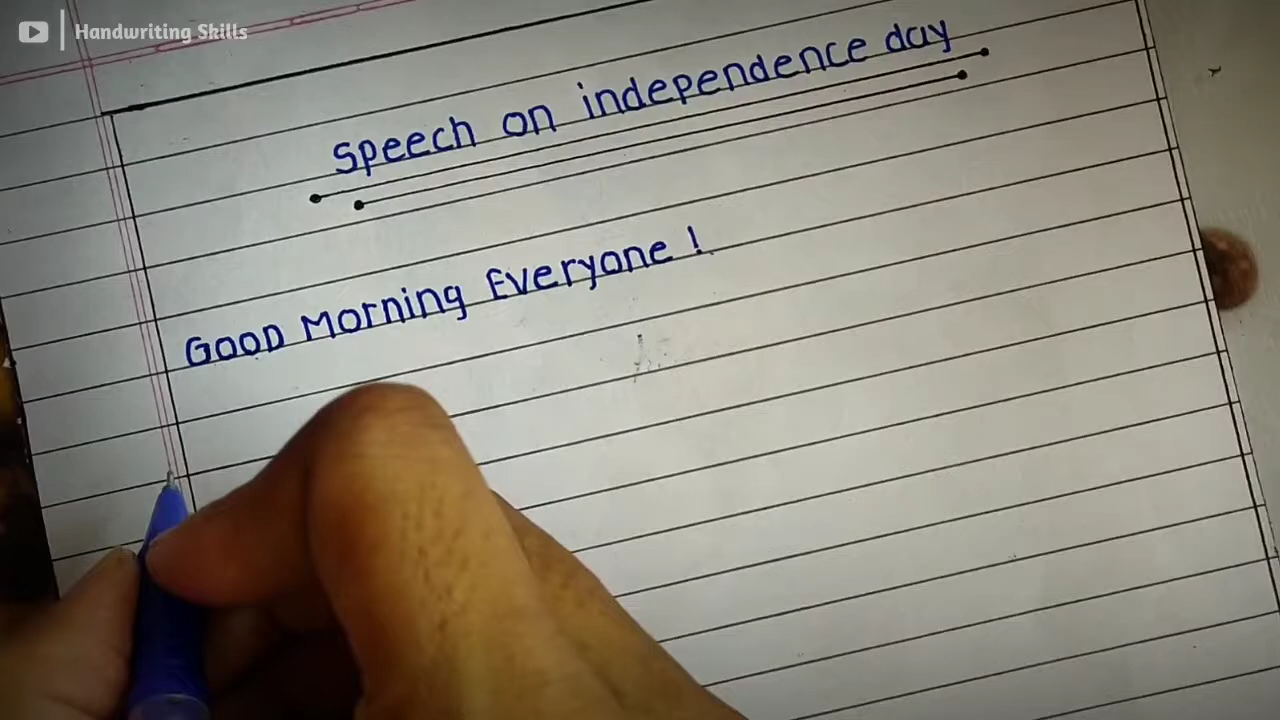 Handwriting Skills
Speech on independence day
Good Morning Everyone !